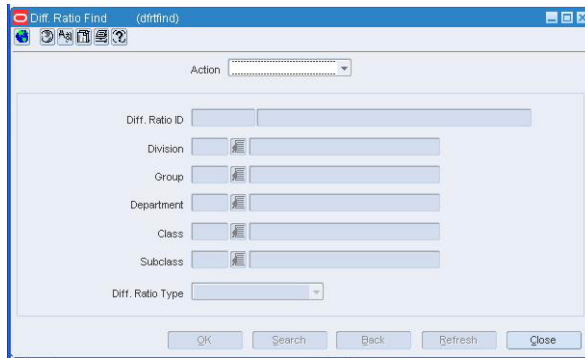 Diff. Ratio Find (dfrtfind)
Action
Diff. Ratio ID
Division
Group
Department
Class
Subclass
Diff. Ratio Type
OK Search Back Refresh Close